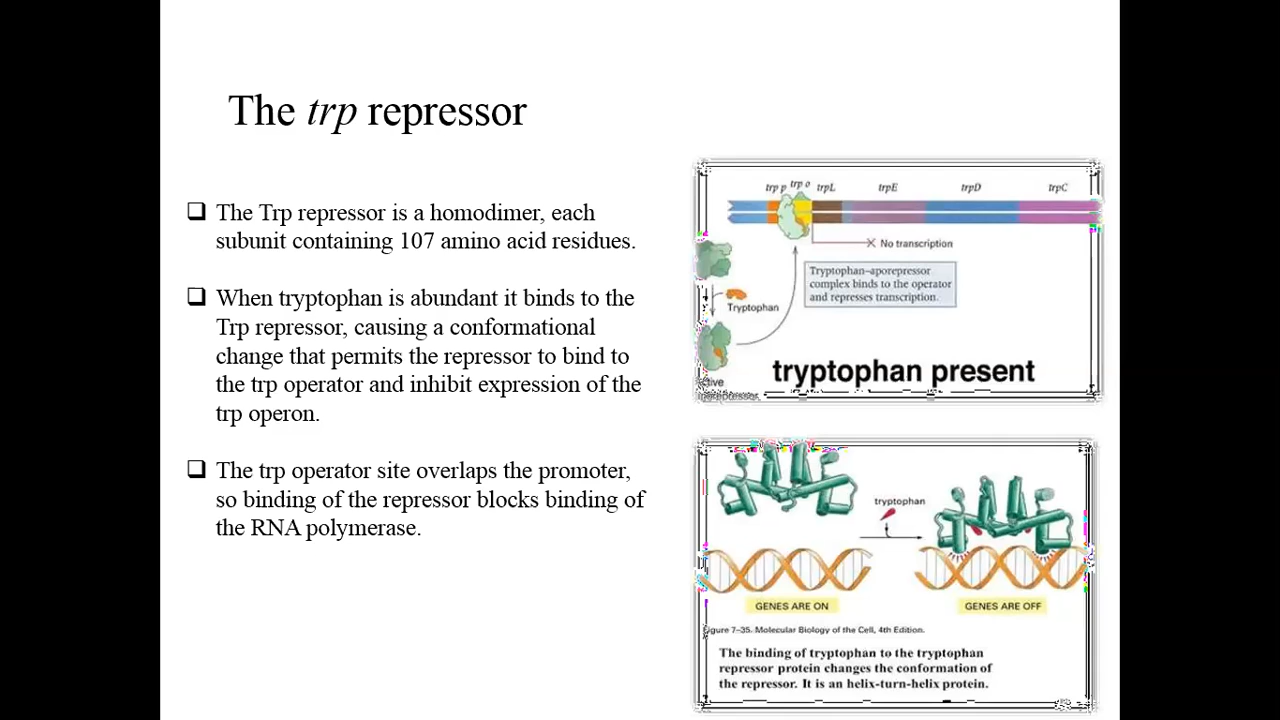 The trp repressor
❑ The Trp repressor is a homodimer, each
subunit containing 107 amino acid residues.
❑ When tryptophan is abundant it binds to the
Trp repressor, causing a conformational
change that permits the repressor to bind to
the trp operator and inhibit expression of the
trp operon.
❑ The trp operator site overlaps the promoter,
so binding of the repressor blocks binding of
the RNA polymerase.
trp p trp o trpL trpE trpD trpC
No transcription
Tryptophan–aporepressor
complex binds to the operator
and represses transcription.
Tryptophan
tryptophan present
tryptophan
GENES ARE ON
GENES ARE OFF
Figure 7–35. Molecular Biology of the Cell, 4th Edition.
The binding of tryptophan to the tryptophan
repressor protein changes the conformation of
the repressor. It is an helix-turn-helix protein.